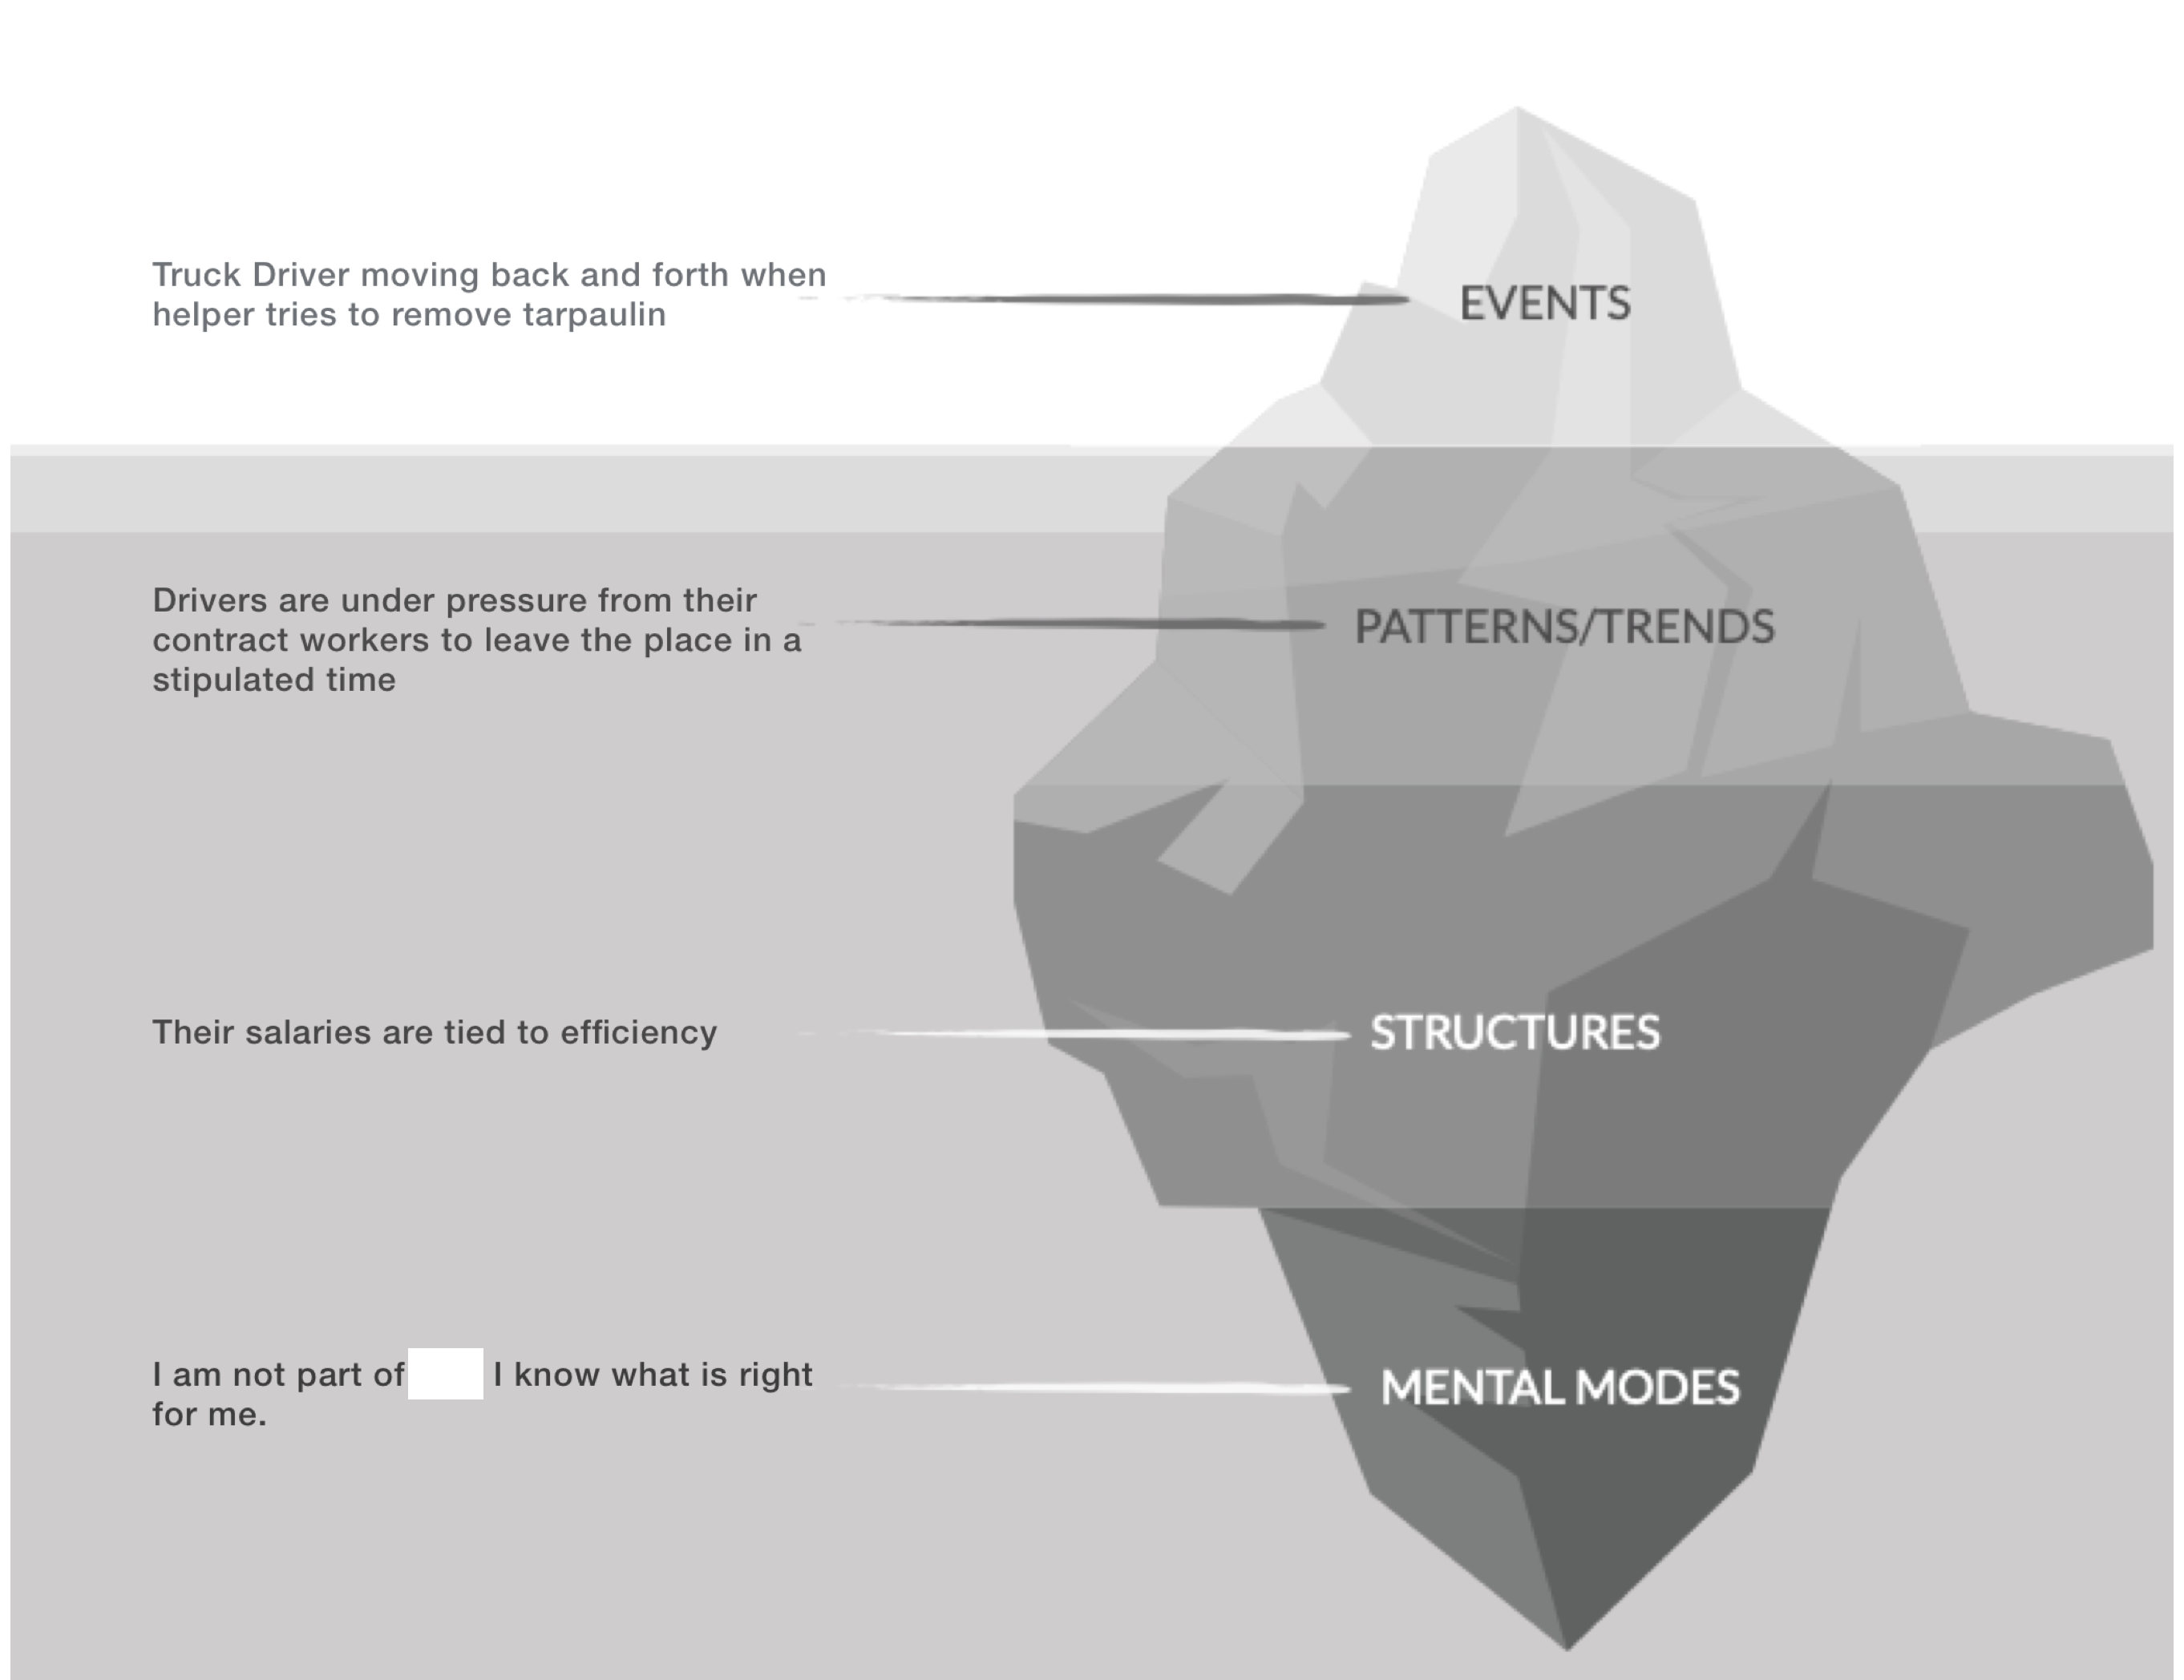 Truck Driver moving back and forth when
helper tries to remove tarpaulin
EVENTS
Drivers are under pressure from their
contract workers to leave the place in a
stipulated time
PATTERNS/TRENDS
Their salaries are tied to efficiency
STRUCTURES
I am not part of I know what is right
for me.
MENTAL MODES